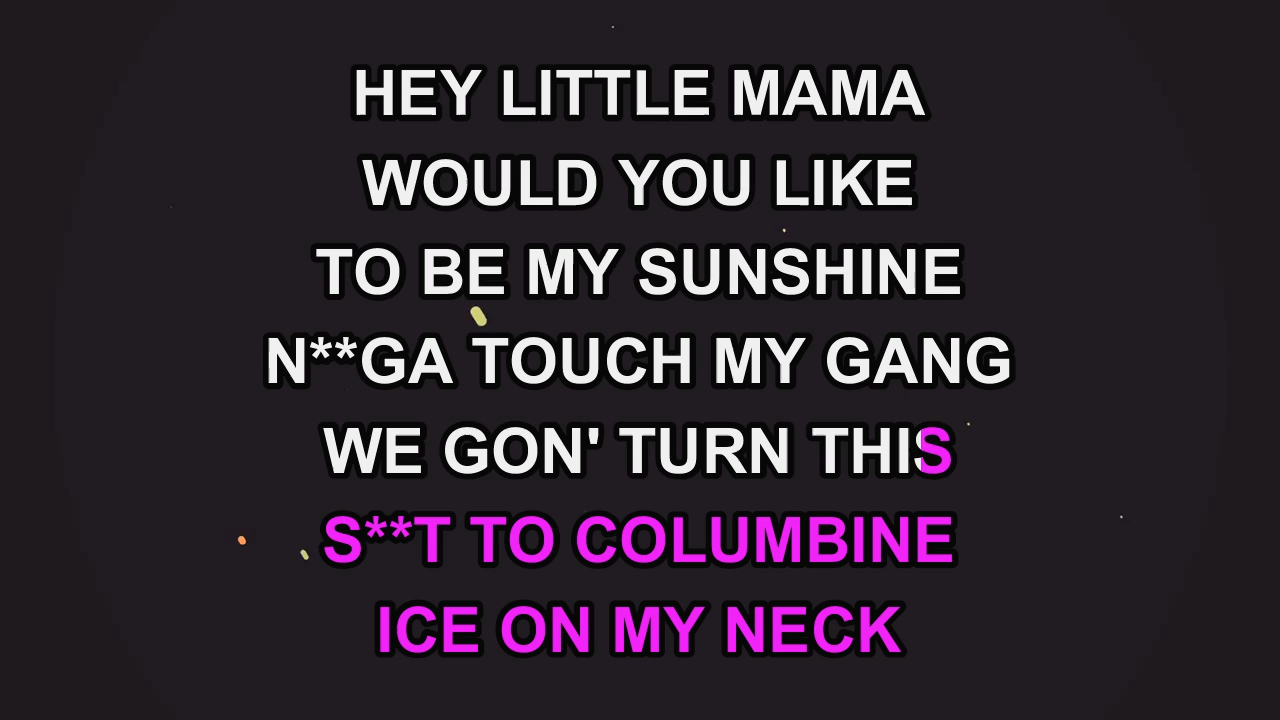 HEY LITTLE MAMA
WOULD YOU LIKE
TO BE MY SUNSHINE
N**GA TOUCH MY GANG
WE GON' TURN THIS
S**T TO COLUMBINE
ICE ON MY NECK